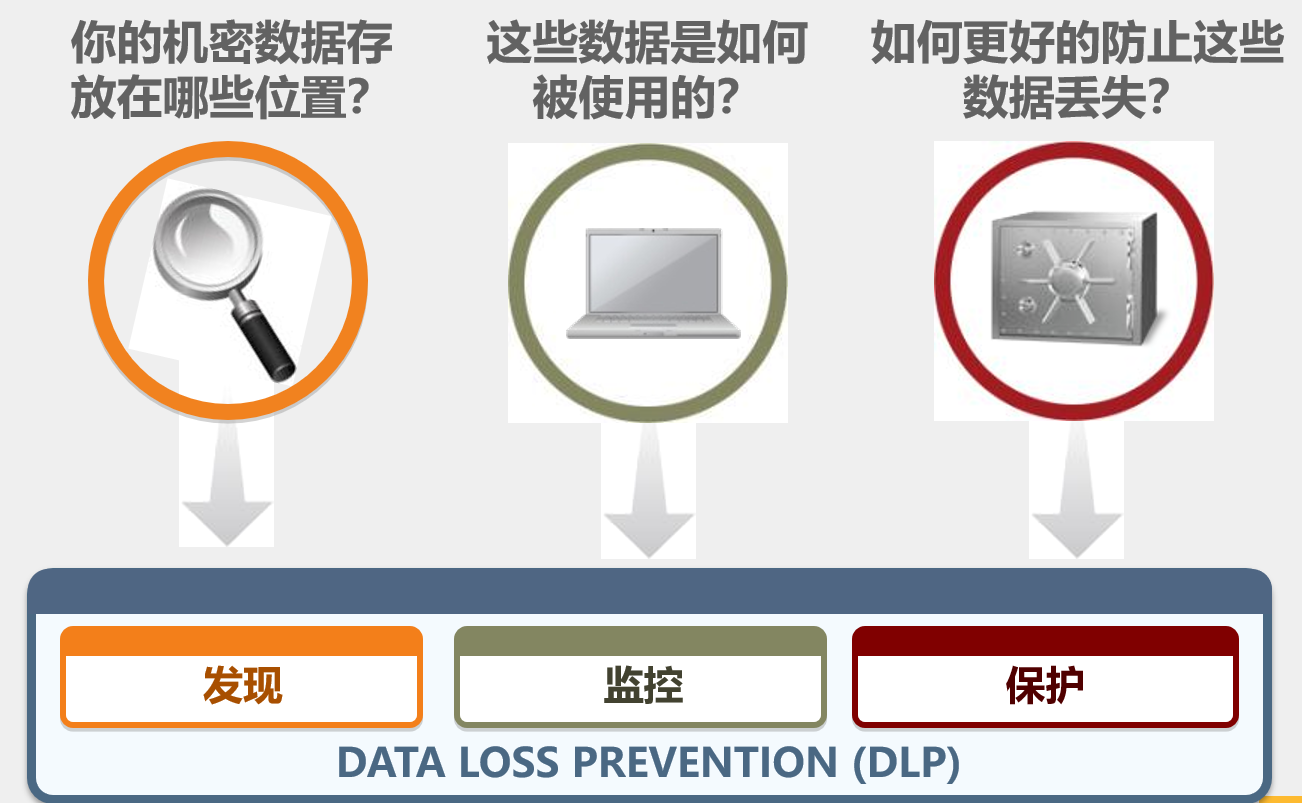 你的机密数据存
放在哪些位置？
这些数据是如何
被使用的？
如何更好的防止这些
数据丢失？
发现
监控
保护
DATA LOSS PREVENTION (DLP)